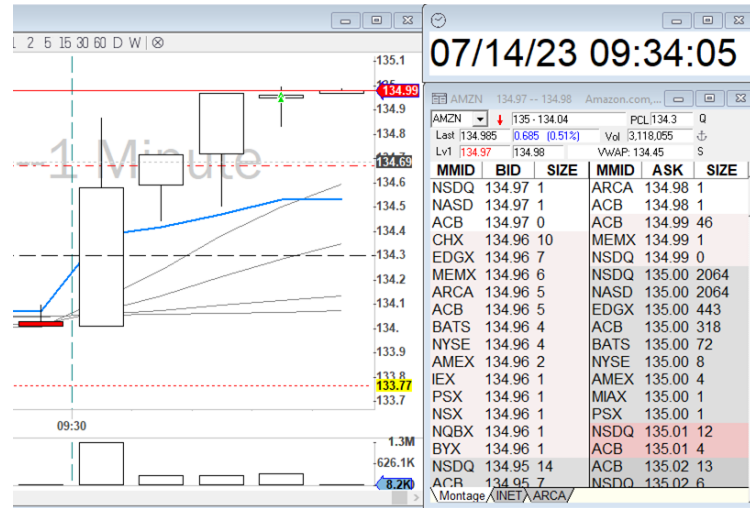 1 2 5 15 30 60 D W
135.1
134.99
134.9
134.8
134.69
134.6
134.5
134.4
134.3
134.2
134.1
134.
133.9
133.8
133.77
133.7
-1 Minute
09:30
1.3M
626.1K
8.2K
07/14/23 09:34:05
AMZN 134.97 -- 134.98 Amazon.com,...
AMZN 135 - 134.04 PCL 134.3 Q
Last 134.985 0.685 (0.51%) Vol 3,118,055
Lv1 134.97 134.98 VWAP: 134.45 S
MMID BID SIZE MMID ASK SIZE
NSDQ 134.97 1 ARCA 134.98 1
NASD 134.97 1 ACB 134.98 1
ACB 134.97 0 ACB 134.99 46
CHX 134.96 10 MEMX 134.99 1
EDGX 134.96 7 NSDQ 134.99 0
MEMX 134.96 6 NSDQ 135.00 2064
ARCA 134.96 5 NASD 135.00 2064
ACB 134.96 5 EDGX 135.00 443
BATS 134.96 4 ACB 135.00 318
NYSE 134.96 4 BATS 135.00 72
AMEX 134.96 2 NYSE 135.00 8
IEX 134.96 1 AMEX 135.00 4
PSX 134.96 1 MIAX 135.00 1
NSX 134.96 1 PSX 135.00 1
NQBX 134.96 1 NSDQ 135.01 12
BYX 134.96 1 ACB 135.01 4
NSDQ 134.95 14 ACB 135.02 13
ACB 134.95 7 NSDQ 135.02 6
Montage INET ARCA